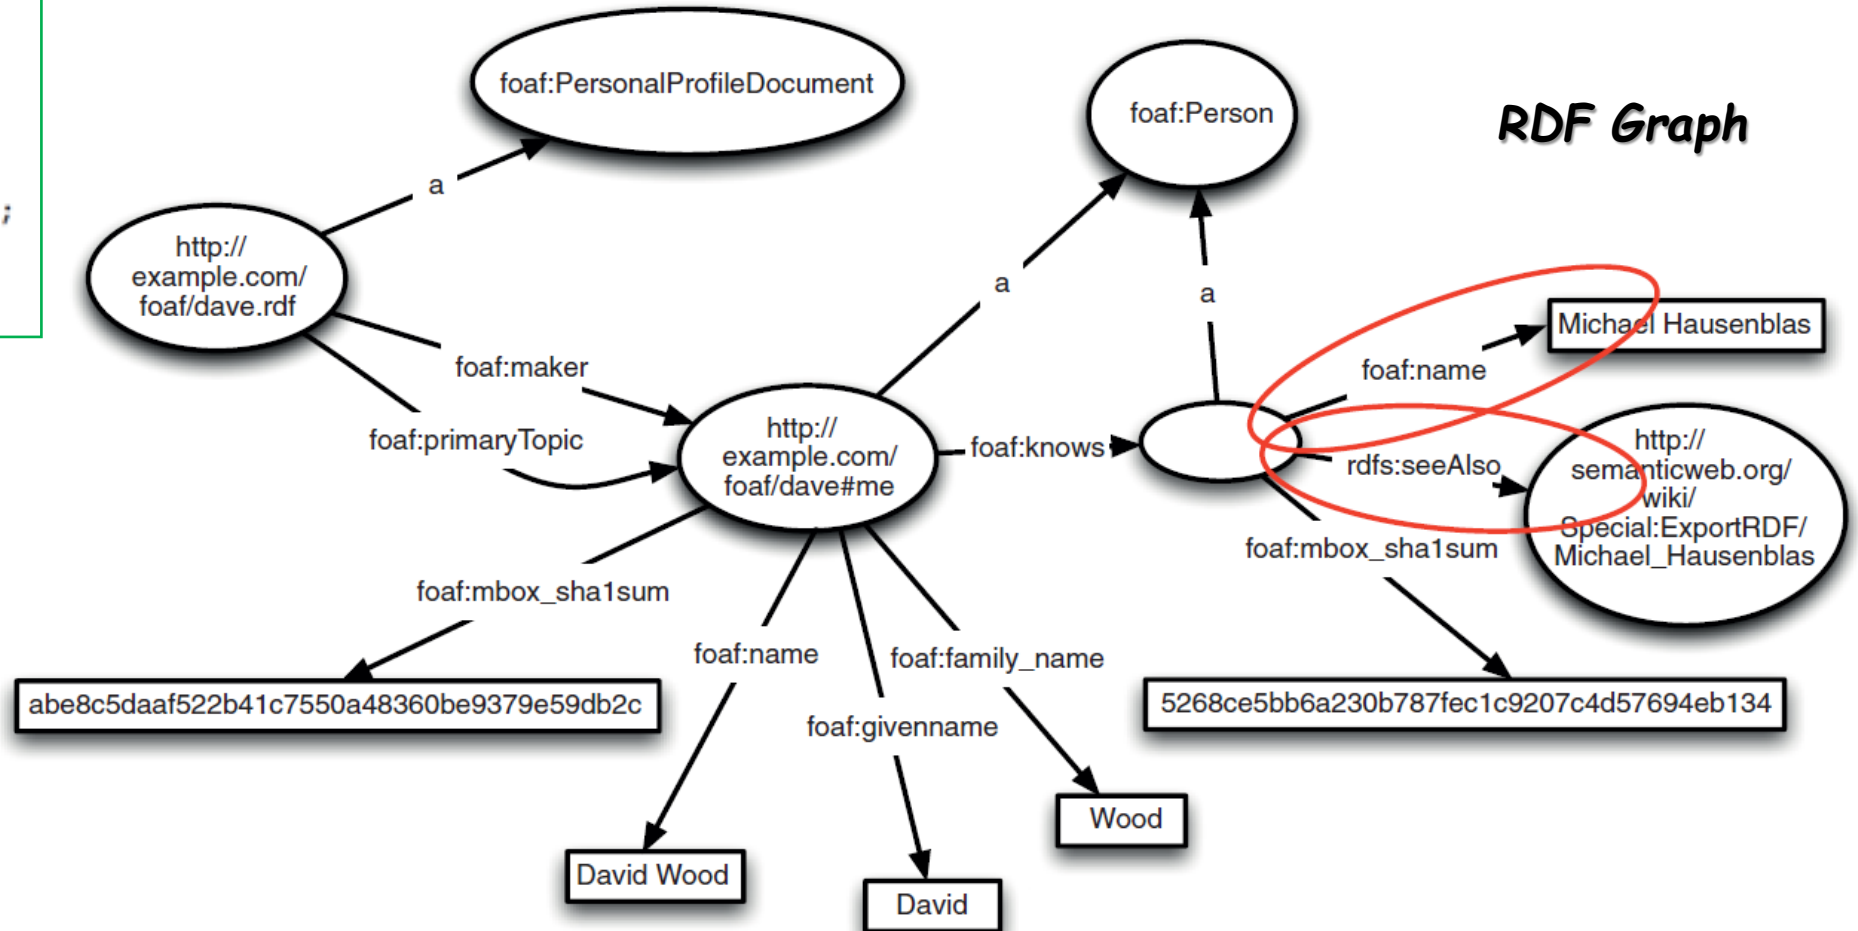 foaf:PersonalProfileDocument
foaf:Person
RDF Graph
a
;
http://
example.com/
foaf/dave.rdf
a
a
Michael Hausenblas
foaf:maker
foaf:name
foaf:primaryTopic
http://
example.com/
foaf/dave#me
foaf:knows
rdfs:seeAlso
http://
semanticweb.org/
wiki/
Special:ExportRDF/
Michael_Hausenblas
foaf:mbox_sha1sum
foaf:mbox_sha1sum
foaf:name
foaf:family_name
abe8c5daaf522b41c7550a48360be9379e59db2c
5268ce5bb6a230b787fec1c9207c4d57694eb134
foaf:givenname
Wood
David Wood
David